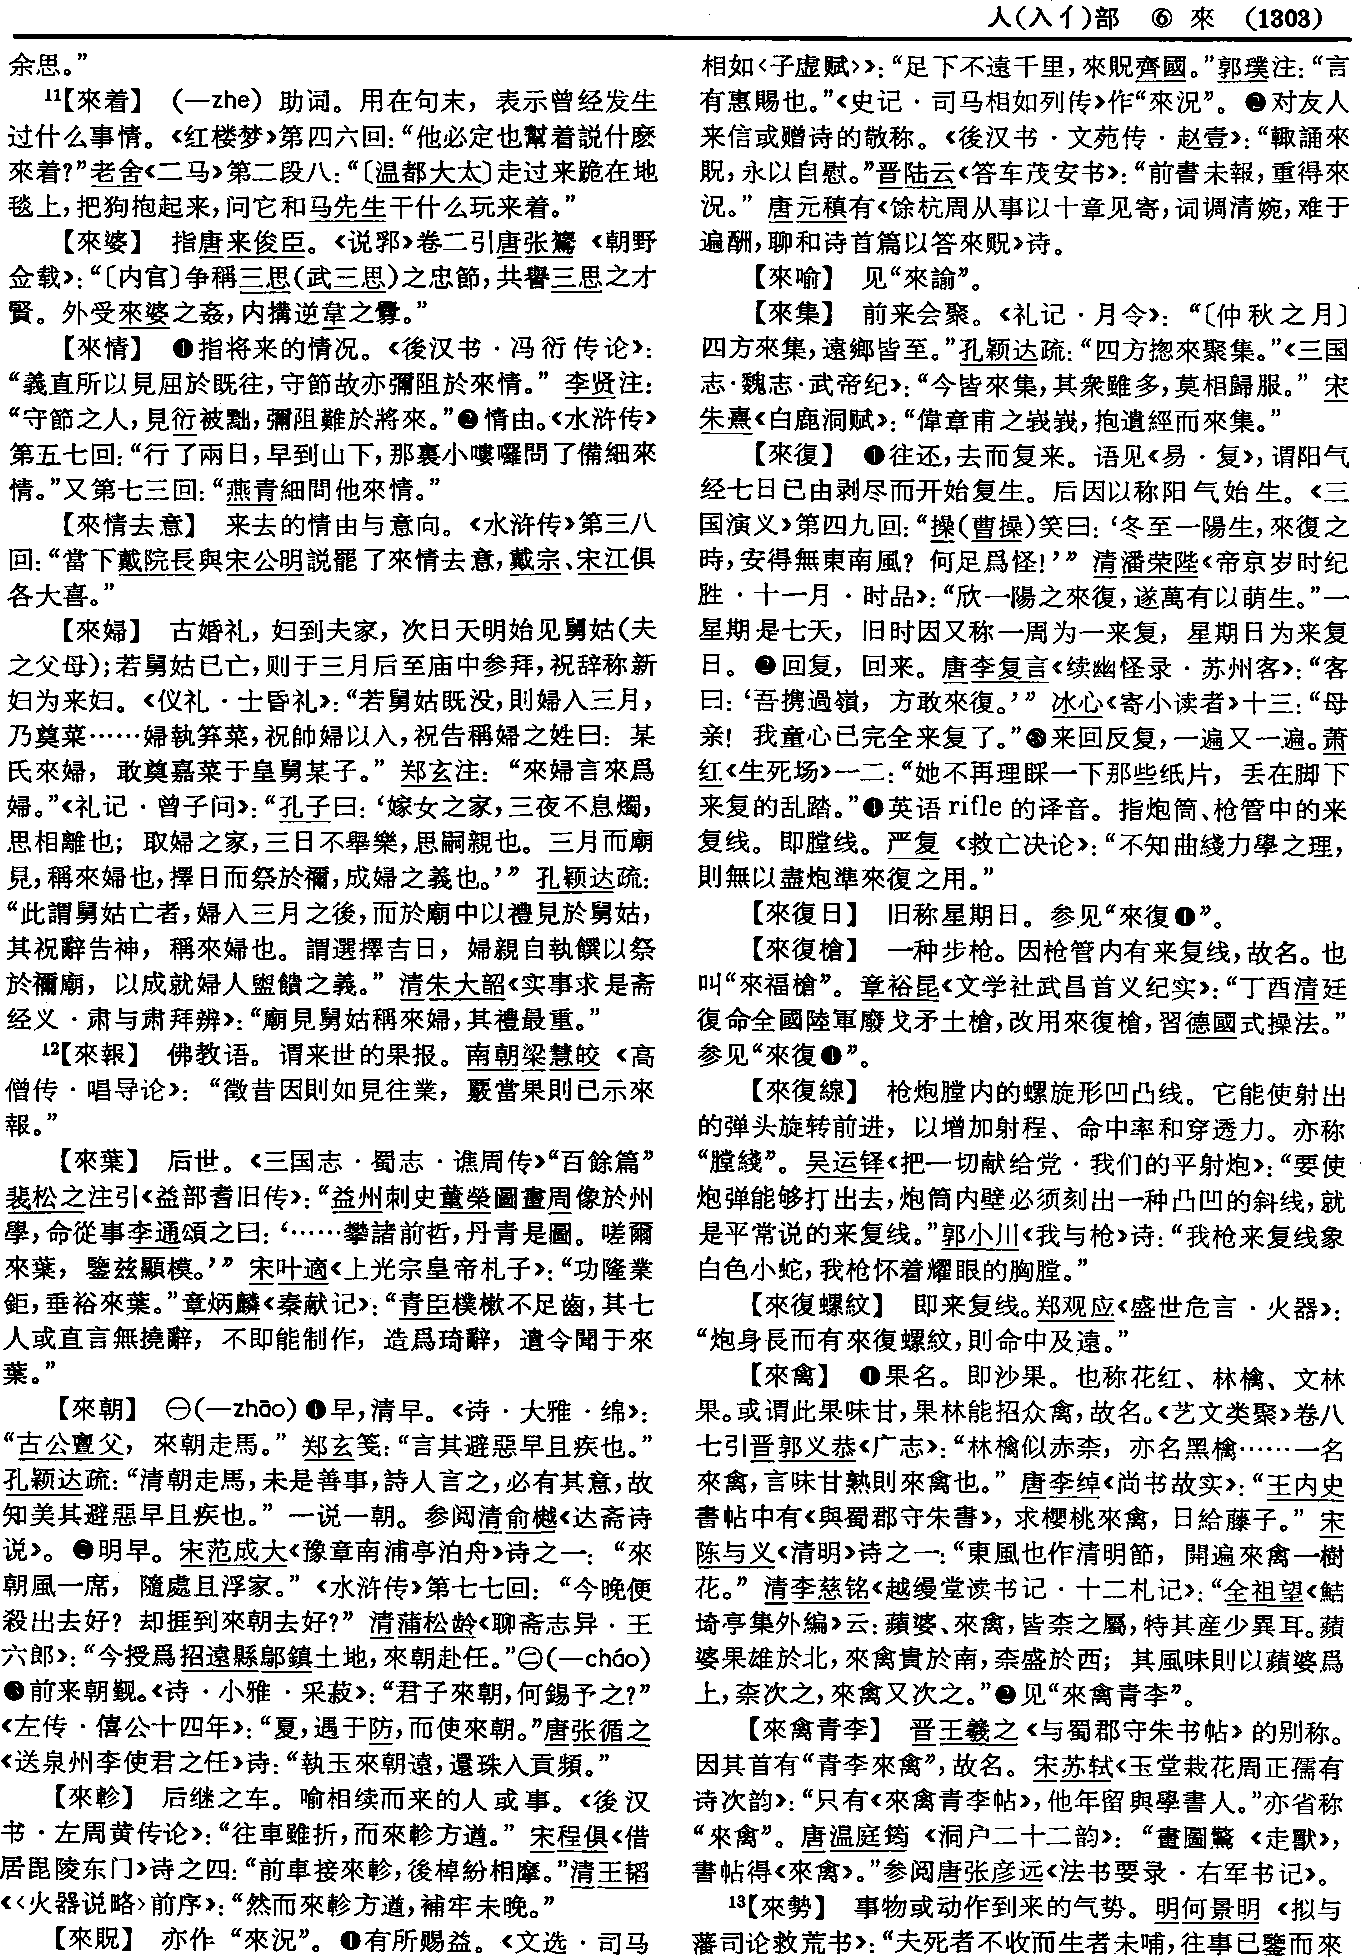 人(入亻)部　⑥　來　(1303)
余思。”
¹¹【來着】　(—zhe) 助词。用在句末，表示曾经发生
过什么事情。《红楼梦》第四六回：“他必定也幫着説什麽
來着？”老舍《二马》第二段八：“〔温都大太〕走过来跪在地
毯上，把狗抱起来，问它和马先生干什么玩来着。”
【來婆】　指唐来俊臣。《说郛》卷二引唐张鷟《朝野
佥载》：“〔内官〕争稱三思(武三思)之忠節，共譽三思之才
賢。外受來婆之姦，内搆逆韋之釁。”
【來情】　❶指将来的情况。《後汉书·冯衍传论》：
“義直所以見屈於既往，守節故亦彌阻於來情。”李贤注：
“守節之人，見衍被黜，彌阻難於將來。”❷情由。《水浒传》
第五七回：“行了兩日，早到山下，那裏小嘍囉問了備細來
情。”又第七三回：“燕青細問他來情。”
【來情去意】　来去的情由与意向。《水浒传》第三八
回：“當下戴院長與宋公明説罷了來情去意，戴宗、宋江俱
各大喜。”
【來婦】　古婚礼，妇到夫家，次日天明始见舅姑(夫
之父母)；若舅姑已亡，则于三月后至庙中参拜，祝辞称新
妇为来妇。《仪礼·士昏礼》：“若舅姑既没，則婦入三月，
乃奠菜……婦執笲菜，祝帥婦以入，祝告稱婦之姓曰：某
氏來婦，敢奠嘉菜于皇舅某子。”郑玄注：“來婦言來爲
婦。”《礼记·曾子问》：“孔子曰：‘嫁女之家，三夜不息燭，
思相離也；取婦之家，三日不舉樂，思嗣親也。三月而廟
見，稱來婦也，擇日而祭於禰，成婦之義也。’”孔颖达疏：
“此謂舅姑亡者，婦入三月之後，而於廟中以禮見於舅姑，
其祝辭告神，稱來婦也。謂選擇吉日，婦親自執饌以祭
於禰廟，以成就婦人盥饋之義。”清朱大韶《实事求是斋
经义·肃与肃拜辨》：“廟見舅姑稱來婦，其禮最重。”
¹²【來報】　佛教语。谓来世的果报。南朝梁慧皎《高
僧传·唱导论》：“徵昔因則如見往業，覈當果則已示來
報。”
【來葉】　后世。《三国志·蜀志·谯周传》“百餘篇”
裴松之注引《益部耆旧传》：“益州刺史董榮圖畫周像於州
學，命從事李通頌之曰：‘……攀諸前哲，丹青是圖。嗟爾
來葉，鑒兹顯模。’”宋叶適《上光宗皇帝札子》：“功隆業
鉅，垂裕來葉。”章炳麟《秦献记》：“青臣樸樕不足齒，其七
人或直言無撓辭，不即能制作，造爲琦辭，遺令聞于來
葉。”
【來朝】　㊀(—zhāo)❶早，清早。《诗·大雅·绵》：
“古公亶父，來朝走馬。”郑玄笺：“言其避惡早且疾也。”
孔颖达疏：“清朝走馬，未是善事，詩人言之，必有其意，故
知美其避惡早且疾也。”一说一朝。参阅清俞樾《达斋诗
说》。❷明早。宋范成大《豫章南浦亭泊舟》诗之一：“來
朝風一席，隨處且浮家。”《水浒传》第七七回：“今晚便
殺出去好？却捱到來朝去好？”清蒲松龄《聊斋志异·王
六郎》：“今授爲招遠縣鄔鎮土地，來朝赴任。”㊁(—cháo)
❸前来朝觐。《诗·小雅·采菽》：“君子來朝，何錫予之？”
《左传·僖公十四年》：“夏，遇于防，而使來朝。”唐张循之
《送泉州李使君之任》诗：“執玉來朝遠，還珠入貢頻。”
【來軫】　后继之车。喻相续而来的人或事。《後汉
书·左周黄传论》：“往車雖折，而來軫方遒。”宋程俱《借
居毘陵东门》诗之四：“前車接來軫，後棹紛相摩。”清王韬
《〈火器说略〉前序》：“然而來軫方遒，補牢未晚。”
【來貺】　亦作“來況”。❶有所赐益。《文选·司马
相如〈子虚赋〉》：“足下不遠千里，來貺齊國。”郭璞注：“言
有惠賜也。”《史记·司马相如列传》作“來況”。❷对友人
来信或赠诗的敬称。《後汉书·文苑传·赵壹》：“輒誦來
貺，永以自慰。”晋陆云《答车茂安书》：“前書未報，重得來
況。”唐元稹有《馀杭周从事以十章见寄，词调清婉，难于
遍酬，聊和诗首篇以答來贶》诗。
【來喻】　见“來諭”。
【來集】　前来会聚。《礼记·月令》：“〔仲秋之月〕
四方來集，遠鄉皆至。”孔颖达疏：“四方揔來聚集。”《三国
志·魏志·武帝纪》：“今皆來集，其衆雖多，莫相歸服。”宋
朱熹《白鹿洞赋》：“偉章甫之峩峩，抱遺經而來集。”
【來復】　❶往还，去而复来。语见《易·复》，谓阳气
经七日已由剥尽而开始复生。后因以称阳气始生。《三
国演义》第四九回：“操(曹操)笑曰：‘冬至一陽生，來復之
時，安得無東南風？何足爲怪！’”清潘荣陛《帝京岁时纪
胜·十一月·时品》：“欣一陽之來復，遂萬有以萌生。”一
星期是七天，旧时因又称一周为一来复，星期日为来复
日。❷回复，回来。唐李复言《续幽怪录·苏州客》：“客
曰：‘吾携過嶺，方敢來復。’”冰心《寄小读者》十三：“母
亲！我童心已完全来复了。”❸来回反复，一遍又一遍。萧
红《生死场》一二：“她不再理睬一下那些纸片，丢在脚下
来复的乱踏。”❹英语rifle的译音。指炮筒、枪管中的来
复线。即膛线。严复《救亡决论》：“不知曲綫力學之理，
則無以盡炮準來復之用。”
【來復日】　旧称星期日。参见“來復❶”。
【來復槍】　一种步枪。因枪管内有来复线，故名。也
叫“來福槍”。章裕昆《文学社武昌首义纪实》：“丁酉清廷
復命全國陸軍廢戈矛土槍，改用來復槍，習德國式操法。”
参见“來復❶”。
【來復線】　枪炮膛内的螺旋形凹凸线。它能使射出
的弹头旋转前进，以增加射程、命中率和穿透力。亦称
“膛綫”。吴运铎《把一切献给党·我们的平射炮》：“要使
炮弹能够打出去，炮筒内壁必须刻出一种凸凹的斜线，就
是平常说的来复线。”郭小川《我与枪》诗：“我枪来复线象
白色小蛇，我枪怀着耀眼的胸膛。”
【來復螺紋】　即来复线。郑观应《盛世危言·火器》：
“炮身長而有來復螺紋，則命中及遠。”
【來禽】　❶果名。即沙果。也称花红、林檎、文林
果。或谓此果味甘，果林能招众禽，故名。《艺文类聚》卷八
七引晋郭义恭《广志》：“林檎似赤柰，亦名黑檎……一名
來禽，言味甘熟則來禽也。”唐李绰《尚书故实》：“王内史
書帖中有《與蜀郡守朱書》，求櫻桃來禽，日給藤子。”宋
陈与义《清明》诗之一：“東風也作清明節，開遍來禽一樹
花。”清李慈铭《越缦堂读书记·十二札记》：“全祖望《鮚
埼亭集外編》云：蘋婆、來禽，皆柰之屬，特其産少異耳。蘋
婆果雄於北，來禽貴於南，柰盛於西；其風味則以蘋婆爲
上，柰次之，來禽又次之。”❷见“來禽青李”。
【來禽青李】　晋王羲之《与蜀郡守朱书帖》的别称。
因其首有“青李來禽”，故名。宋苏轼《玉堂栽花周正孺有
诗次韵》：“只有《來禽青李帖》，他年留與學書人。”亦省称
“來禽”。唐温庭筠《洞户二十二韵》：“畫圖驚《走獸》，
書帖得《來禽》。”参阅唐张彦远《法书要录·右军书记》。
¹³【來勢】　事物或动作到来的气势。明何景明《拟与
藩司论救荒书》：“夫死者不收而生者未哺，往事已鑒而來